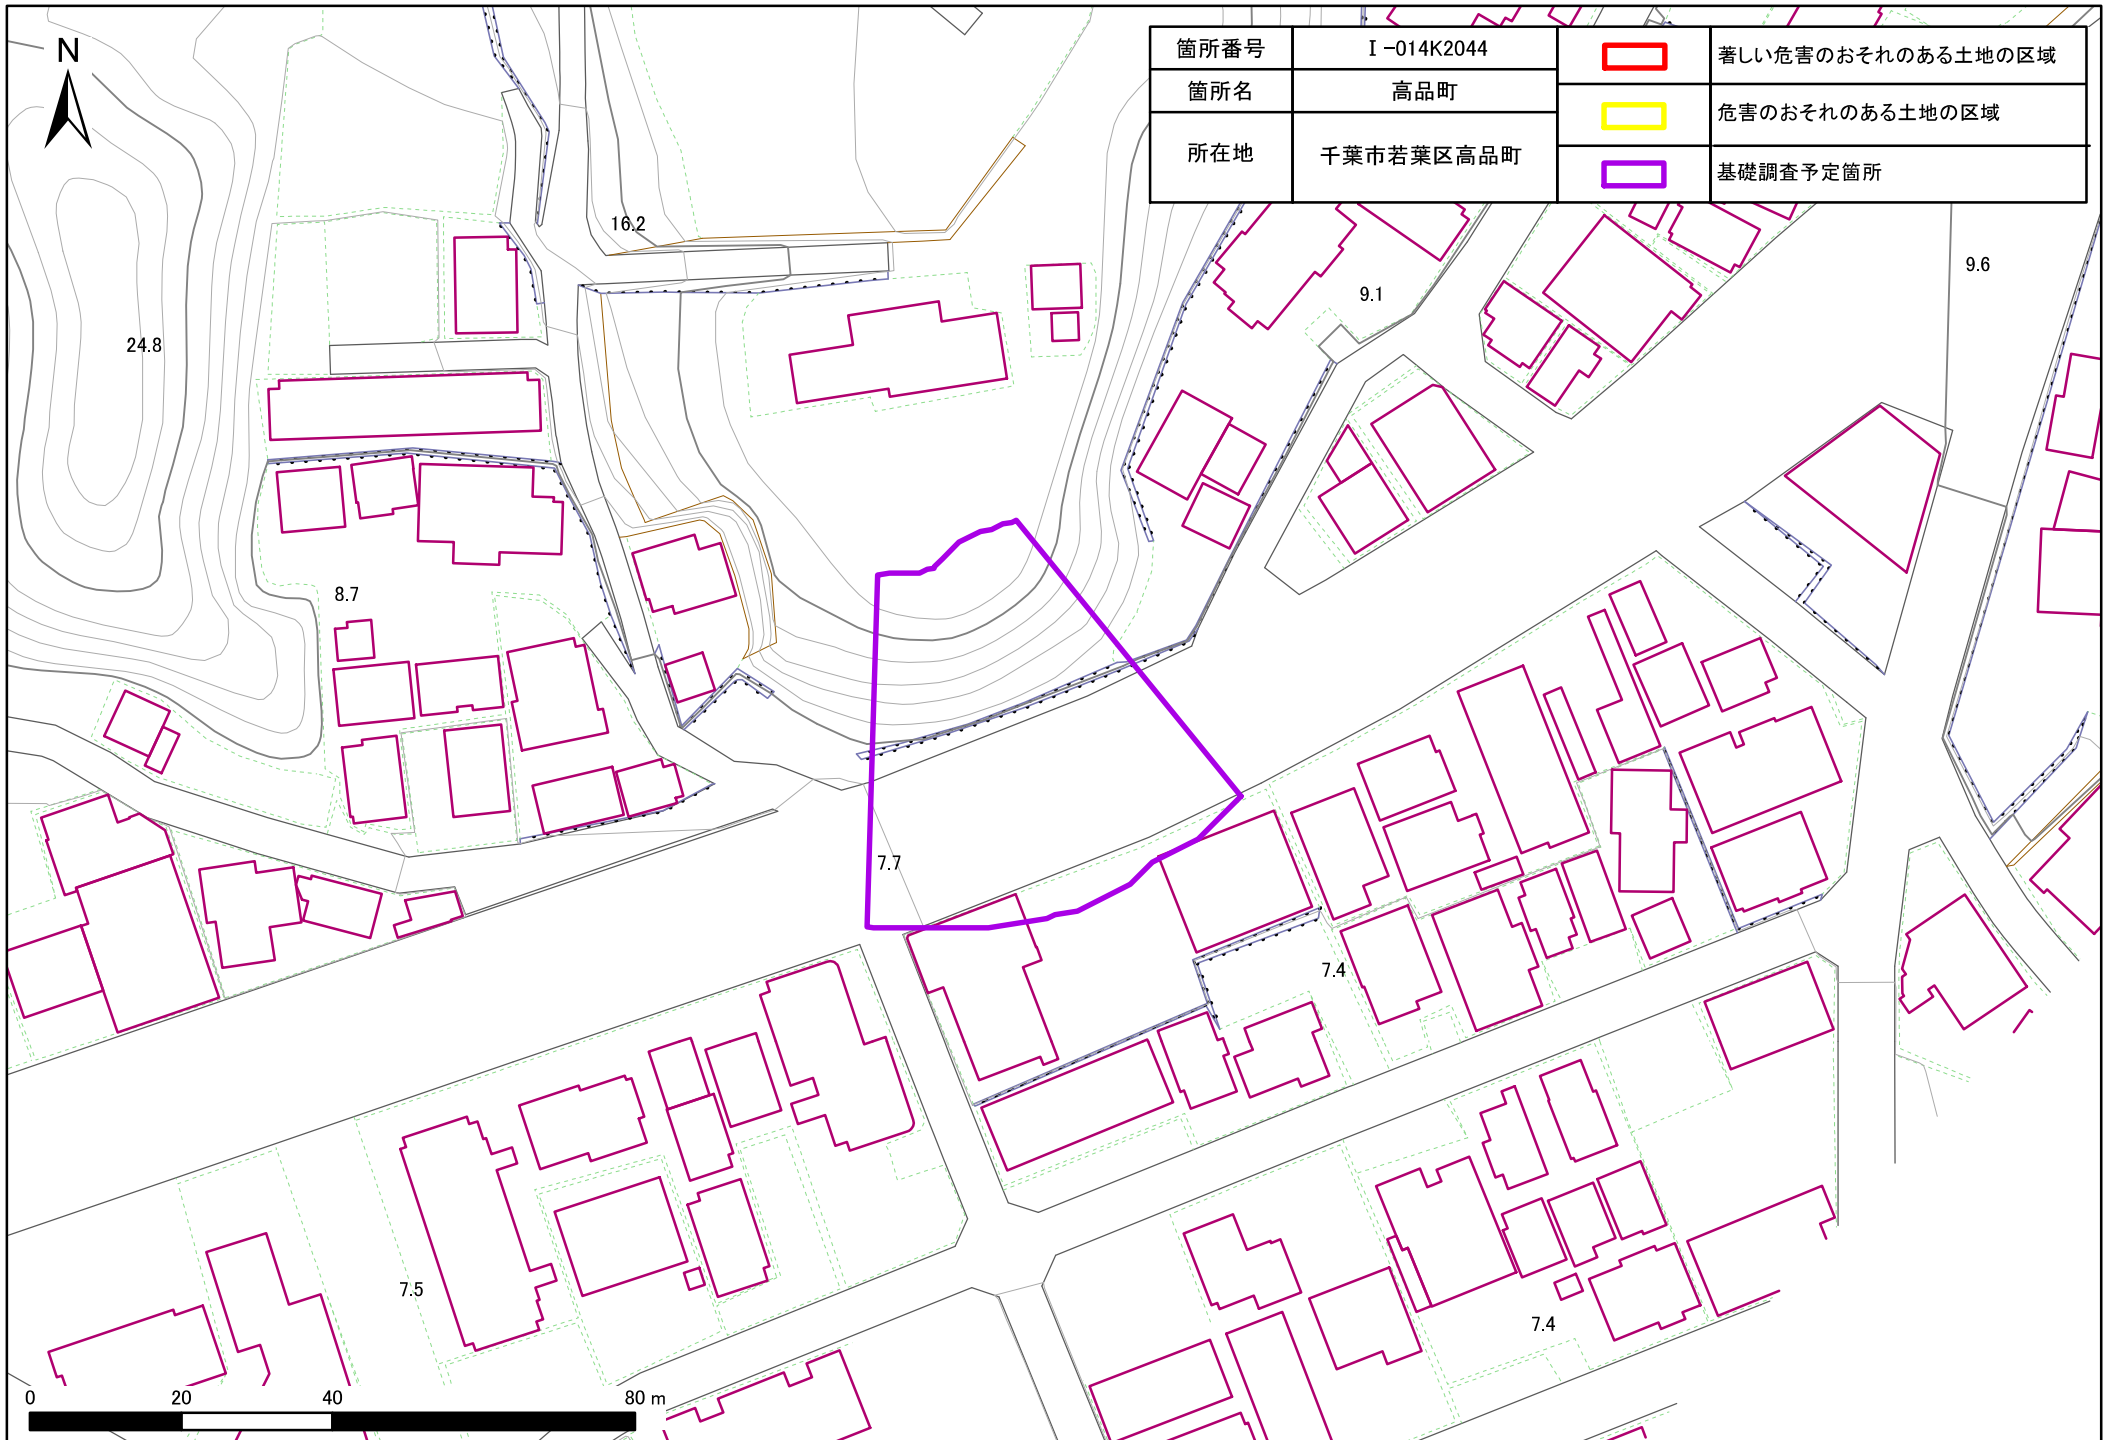 N
箇所番号 Ⅰ-014K2044 著しい危害のおそれのある土地の区域
箇所名 高品町 危害のおそれのある土地の区域
所在地 千葉市若葉区高品町 基礎調査予定箇所
16.2
9.6
9.1
24.8
8.7
7.7
7.4
7.5
7.4
0 20 40 80 m